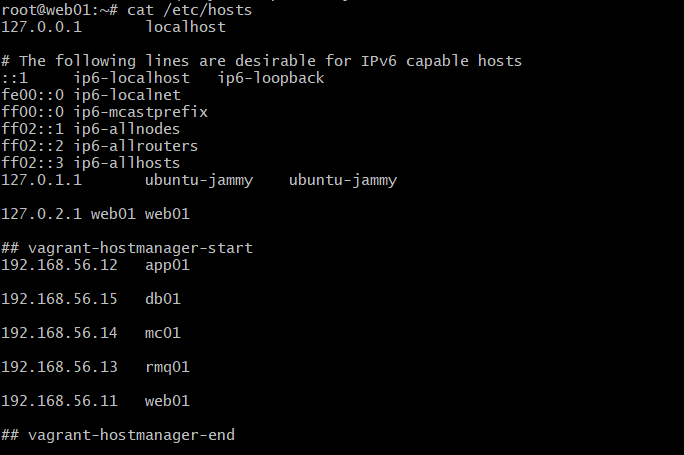 root@web01:~# cat /etc/hosts
127.0.0.1       localhost
# The following lines are desirable for IPv6 capable hosts
::1     ip6-localhost   ip6-loopback
fe00::0 ip6-localnet
ff00::0 ip6-mcastprefix
ff02::1 ip6-allnodes
ff02::2 ip6-allrouters
ff02::3 ip6-allhosts
127.0.1.1       ubuntu-jammy    ubuntu-jammy
127.0.2.1 web01 web01
## vagrant-hostmanager-start
192.168.56.12   app01
192.168.56.15   db01
192.168.56.14   mc01
192.168.56.13   rmq01
192.168.56.11   web01
## vagrant-hostmanager-end